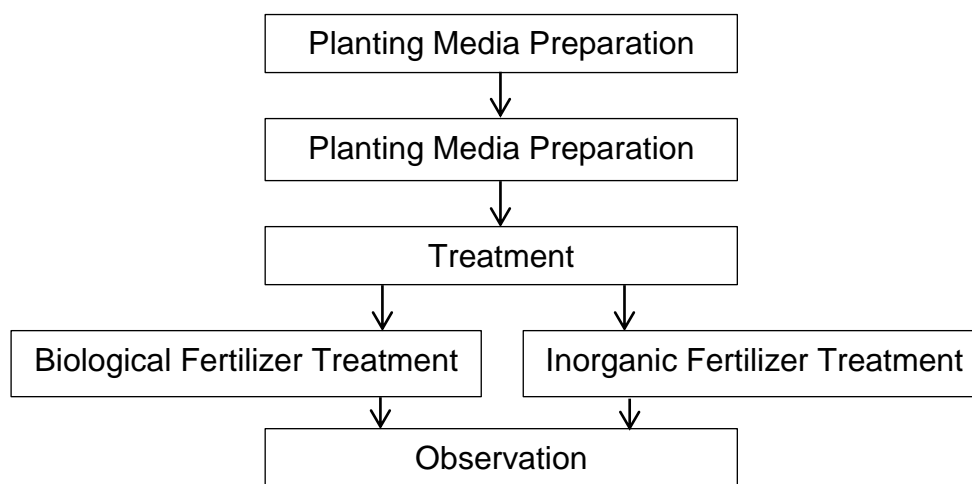 Planting Media Preparation
Planting Media Preparation
Treatment
Biological Fertilizer Treatment
Inorganic Fertilizer Treatment
Observation